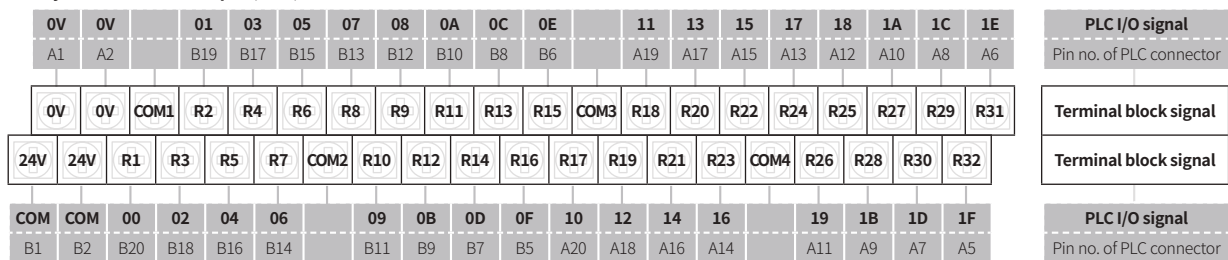 0V 0V 01 03 05 07 08 0A 0C 0E 11 13 15 17 18 1A 1C 1E PLC I/O signal
A1 A2 B19 B17 B15 B13 B12 B10 B8 B6 A19 A17 A15 A13 A12 A10 A8 A6 Pin no. of PLC connector
0V 0V COM1 R2 R4 R6 R8 R9 R11 R13 R15 COM3 R18 R20 R22 R24 R25 R27 R29 R31 Terminal block signal
24V 24V R1 R3 R5 R7 COM2 R10 R12 R14 R16 R17 R19 R21 R23 COM4 R26 R28 R30 R32 Terminal block signal
COM COM 00 02 04 06 09 0B 0D 0F 10 12 14 16 19 1B 1D 1F PLC I/O signal
B1 B2 B20 B18 B16 B14 B11 B9 B7 B5 A20 A18 A16 A14 A11 A9 A7 A5 Pin no. of PLC connector